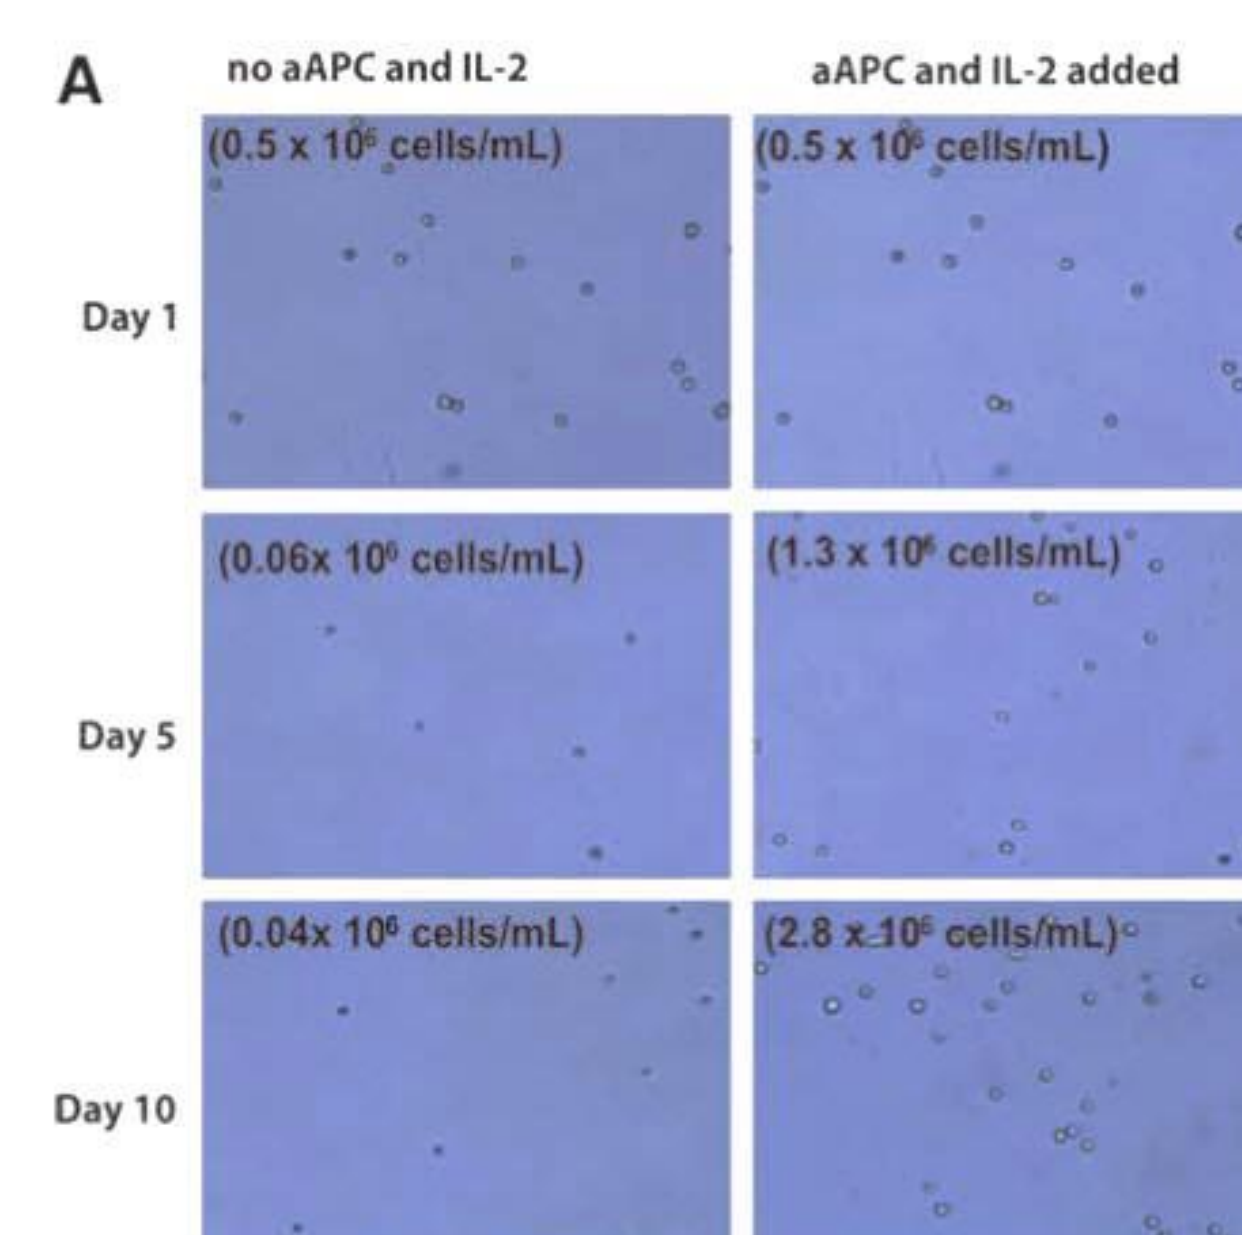 A
no aAPC and IL-2
aAPC and IL-2 added
(0.5 x 10⁶ cells/mL)
(0.5 x 10⁶ cells/mL)
Day 1
(0.06x 10⁶ cells/mL)
(1.3 x 10⁶ cells/mL)
Day 5
(0.04x 10⁶ cells/mL)
(2.8 x 10⁶ cells/mL)
Day 10